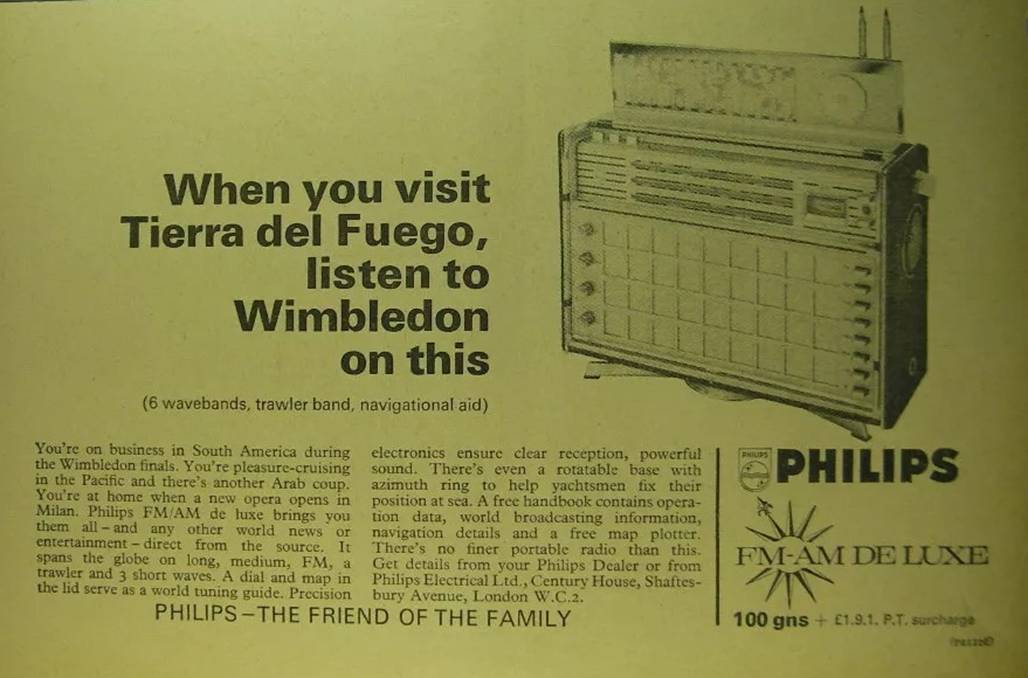 When you visit
Tierra del Fuego,
listen to
Wimbledon
on this
(6 wavebands, trawler band, navigational aid)
You're on business in South America during
the Wimbledon finals. You're pleasure-cruising
in the Pacific and there's another Arab coup.
You're at home when a new opera opens in
Milan. Philips FM/AM de luxe brings you
them all – and any other world news or
entertainment – direct from the source. It
spans the globe on long, medium, FM, a
trawler and 3 short waves. A dial and map in
the lid serve as a world tuning guide. Precision
electronics ensure clear reception, powerful
sound. There's even a rotatable base with
azimuth ring to help yachtsmen fix their
position at sea. A free handbook contains opera-
tion data, world broadcasting information,
navigation details and a free map plotter.
There's no finer portable radio than this.
Get details from your Philips Dealer or from
Philips Electrical Ltd., Century House, Shaftes-
bury Avenue, London W.C.2.
PHILIPS
PHILIPS
FM-AM DE LUXE
100 gns + £1.9.1. P.T. surcharge
PHILIPS – THE FRIEND OF THE FAMILY